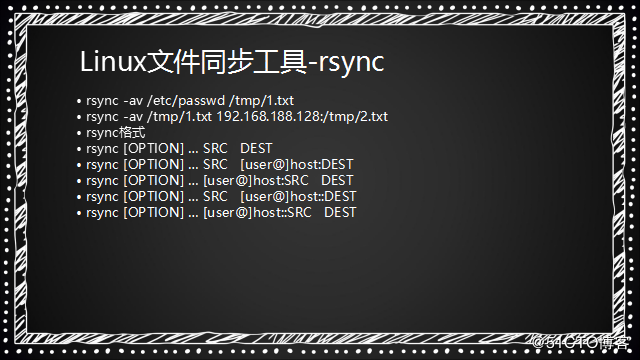 Linux文件同步工具-rsync
• rsync -av /etc/passwd /tmp/1.txt
• rsync -av /tmp/1.txt 192.168.188.128:/tmp/2.txt
• rsync格式
• rsync [OPTION] … SRC   DEST
• rsync [OPTION] … SRC   [user@]host:DEST
• rsync [OPTION] … [user@]host:SRC   DEST
• rsync [OPTION] … SRC   [user@]host::DEST
• rsync [OPTION] … [user@]host::SRC   DEST
@51CTO博客